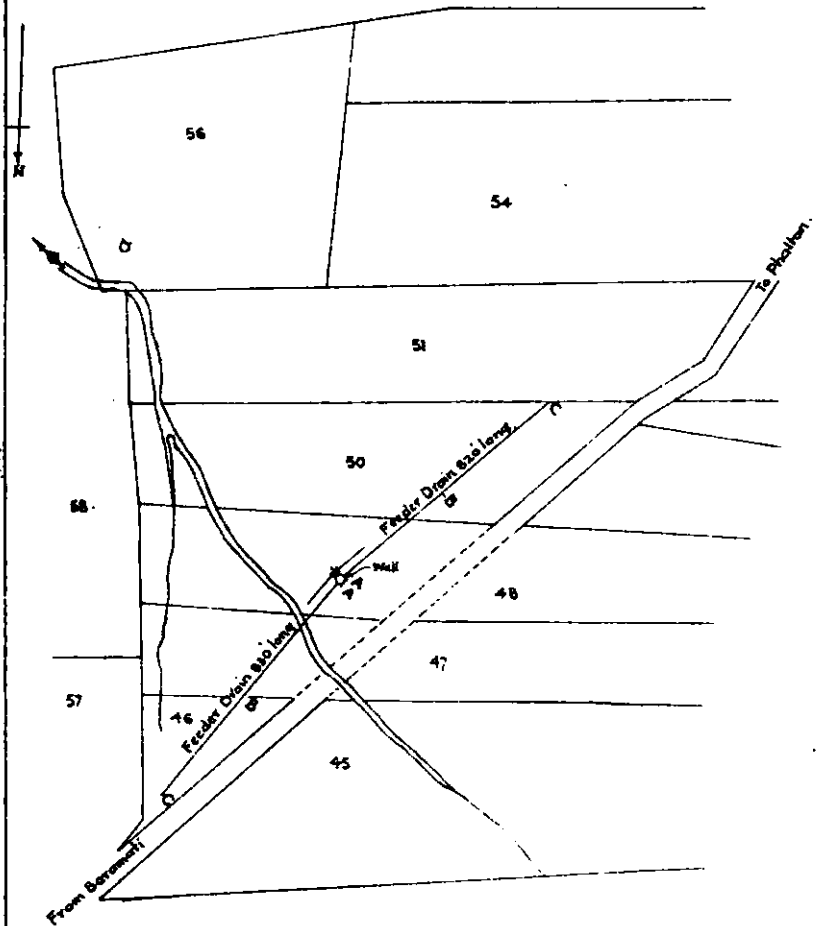 56
N
54
To Phaltan.
51
50
Feeder Drain 820' long.
58
Well
48
47
Feeder Drain 830' long
57
46
45
From Baramati